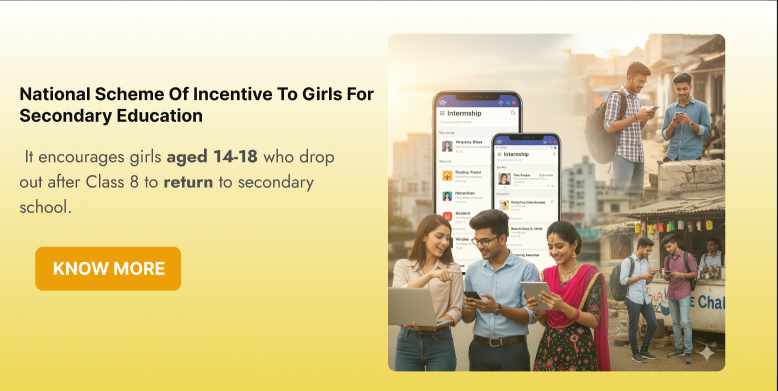 National Scheme Of Incentive To Girls For
Secondary Education
It encourages girls aged 14-18 who drop
out after Class 8 to return to secondary
school.
KNOW MORE
Internship
Internship